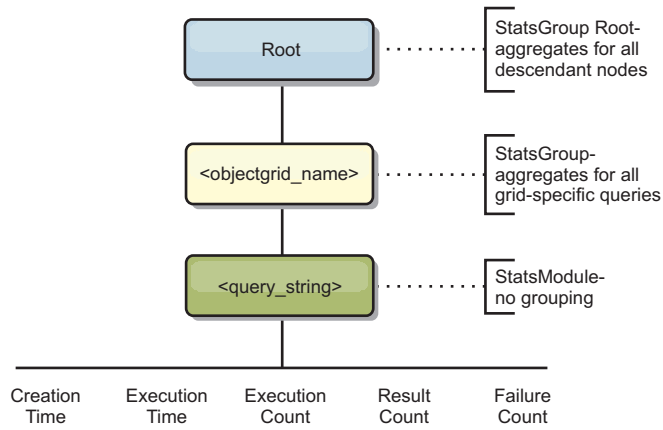 Root
StatsGroup Root-
aggregates for all
descendant nodes
<objectgrid_name>
StatsGroup-
aggregates for all
grid-specific queries
<query_string>
StatsModule-
no grouping
Creation
Time
Execution
Time
Execution
Count
Result
Count
Failure
Count